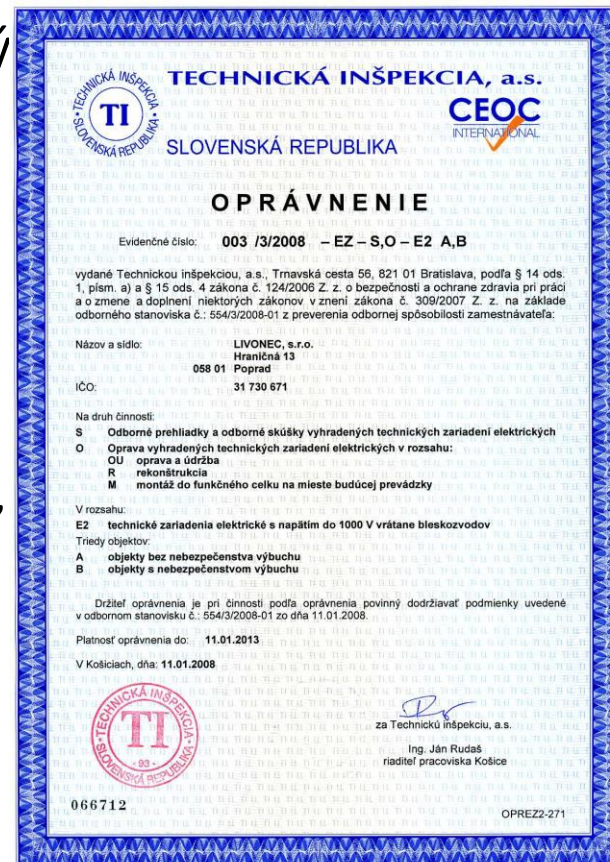 TECHNICKÁ INŠPEKCIA
TI
SLOVENSKÁ REPUBLIKA
TECHNICKÁ INŠPEKCIA, a.s.
CEOC
INTERNATIONAL
SLOVENSKÁ REPUBLIKA
OPRÁVNENIE
Evidenčné číslo: 003 /3/2008 – EZ – S,O – E2 A,B
vydané Technickou inšpekciou, a.s., Trnavská cesta 56, 821 01 Bratislava, podľa § 14 ods.
1, písm. a) a § 15 ods. 4 zákona č. 124/2006 Z. z. o bezpečnosti a ochrane zdravia pri práci
a o zmene a doplnení niektorých zákonov v znení zákona č. 309/2007 Z. z. na základe
odborného stanoviska č.: 554/3/2008-01 z preverenia odbornej spôsobilosti zamestnávateľa:
Názov a sídlo: LIVONEC, s.r.o.
Hraničná 13
058 01 Poprad
IČO: 31 730 671
Na druh činnosti:
S Odborné prehliadky a odborné skúšky vyhradených technických zariadení elektrických
O Oprava vyhradených technických zariadení elektrických v rozsahu:
OU oprava a údržba
R rekonštrukcia
M montáž do funkčného celku na mieste budúcej prevádzky
V rozsahu:
E2 technické zariadenia elektrické s napätím do 1000 V vrátane bleskozvodov
Triedy objektov:
A objekty bez nebezpečenstva výbuchu
B objekty s nebezpečenstvom výbuchu
Držiteľ oprávnenia je pri činnosti podľa oprávnenia povinný dodržiavať podmienky uvedené
v odbornom stanovisku č.: 554/3/2008-01 zo dňa 11.01.2008.
Platnosť oprávnenia do: 11.01.2013
V Košiciach, dňa: 11.01.2008
TECHNICKÁ INŠPEKCIA
TI
- 93 -
SLOVENSKÁ REPUBLIKA
za Technickú inšpekciu, a.s.
Ing. Ján Rudaš
riaditeľ pracoviska Košice
066712
OPREZ2-271